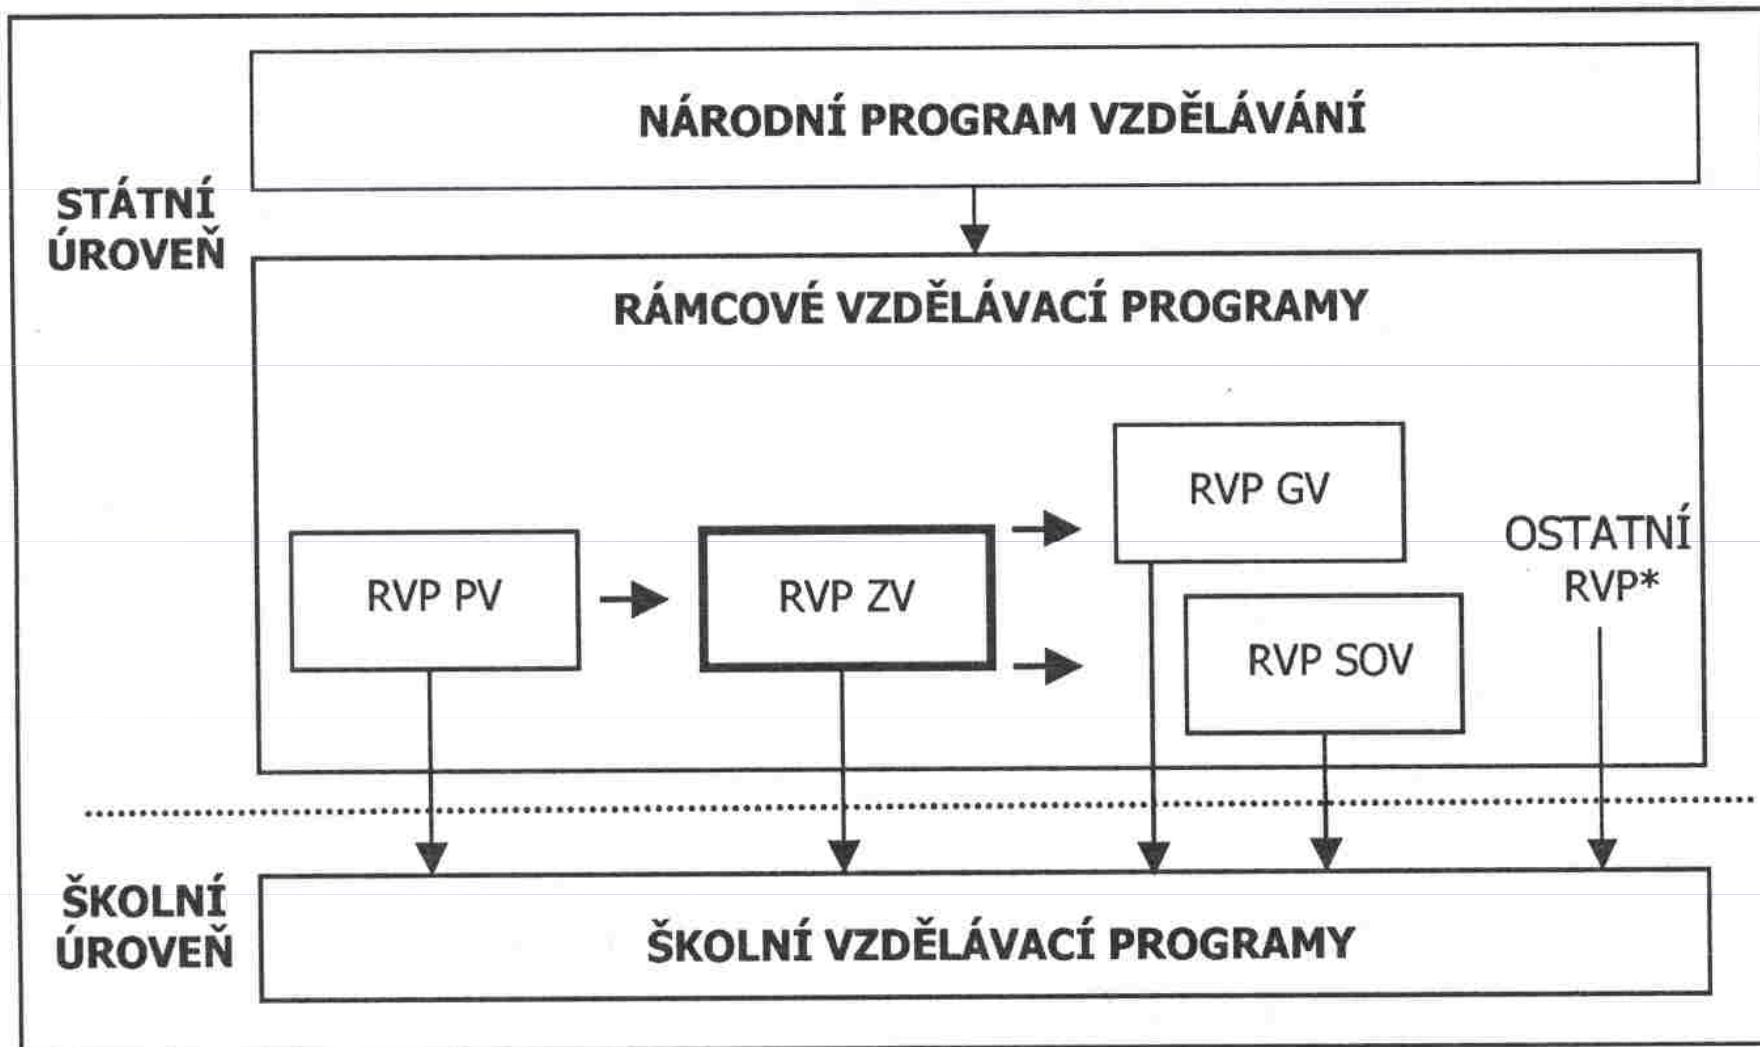 NÁRODNÍ PROGRAM VZDĚLÁVÁNÍ
STÁTNÍ
ÚROVEŇ
RÁMCOVÉ VZDĚLÁVACÍ PROGRAMY
RVP GV
OSTATNÍ
RVP*
RVP PV
RVP ZV
RVP SOV
ŠKOLNÍ
ÚROVEŇ
ŠKOLNÍ VZDĚLÁVACÍ PROGRAMY